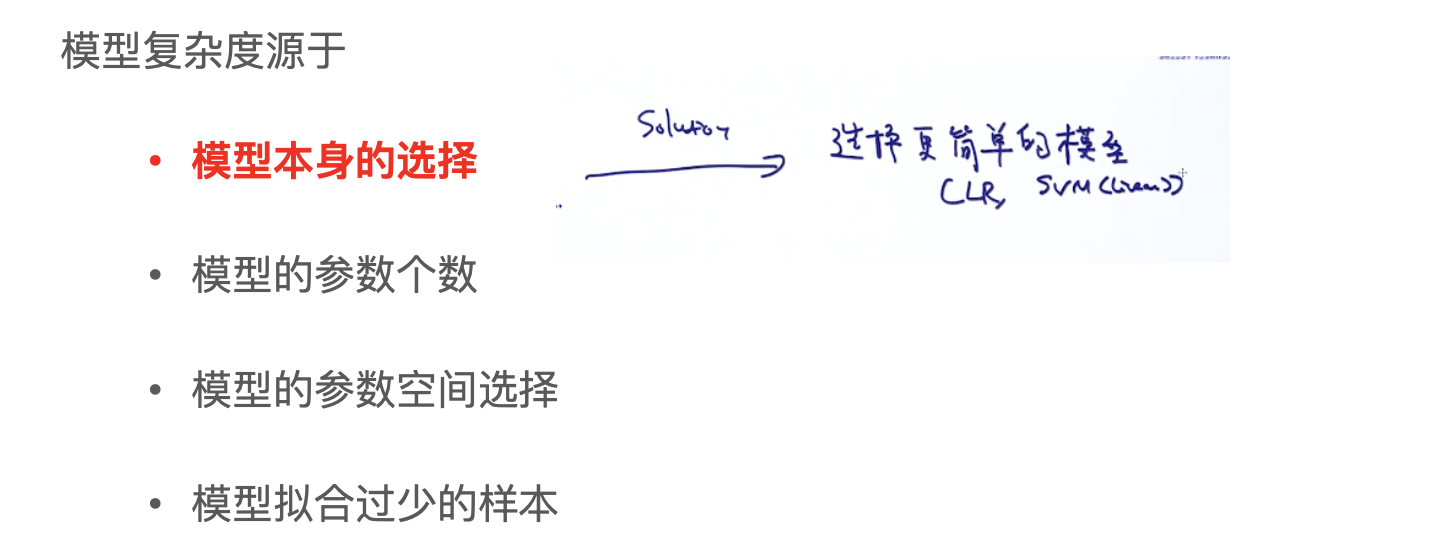 模型复杂度源于
• 模型本身的选择
Solution
选择更简单的模型
CLR, SVM(Linear))
• 模型的参数个数
• 模型的参数空间选择
• 模型拟合过少的样本